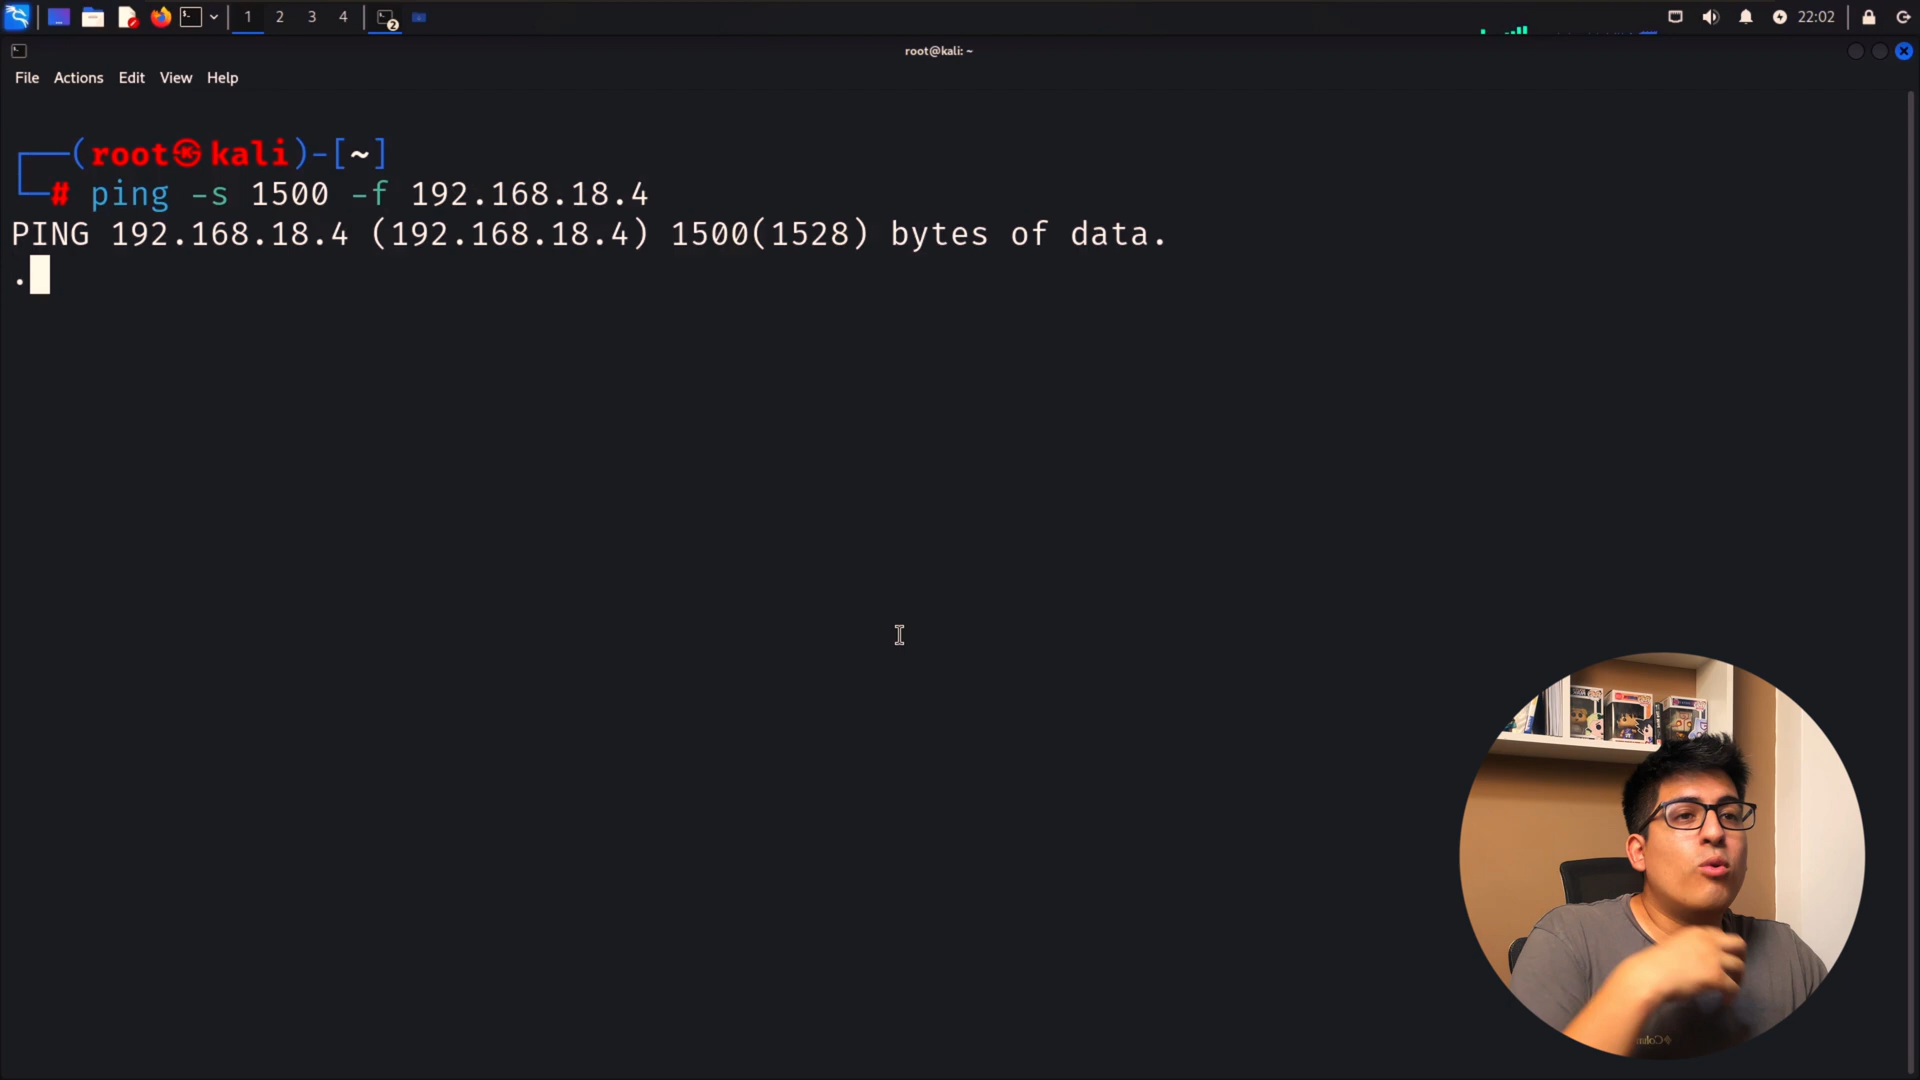 1 2 3 4 2 22:02
root@kali: ~
File Actions Edit View Help
┌──(root㉿kali)-[~]
└─# ping -s 1500 -f 192.168.18.4
PING 192.168.18.4 (192.168.18.4) 1500(1528) bytes of data.
.